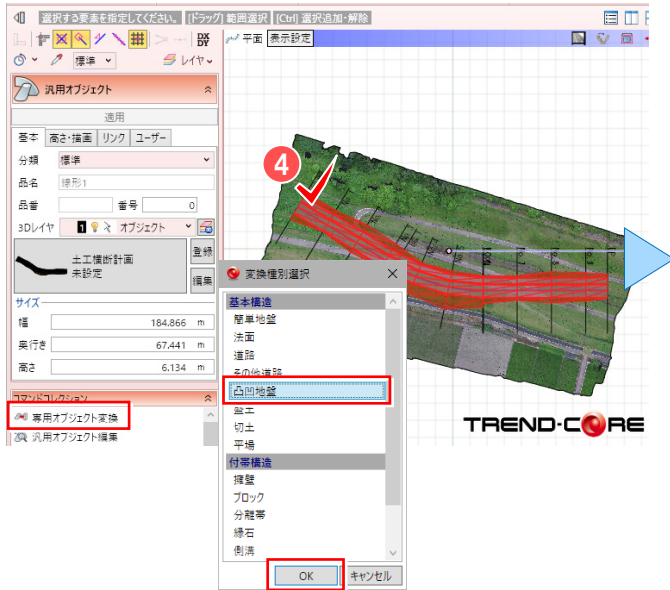 選択する要素を指定してください。 [ドラッグ] 範囲選択 [Ctrl] 選択追加・解除
標準
レイヤ
平面 表示設定
汎用オブジェクト
適用
基本 高さ・描画 リンク ユーザー
分類 標準
品名 線形1
品番 番号 0
3Dレイヤ 1 オブジェクト
土工横断計画
未設定
登録
編集
サイズ
幅 184.866 m
奥行き 67.441 m
高さ 6.134 m
コマンドコレクション
専用オブジェクト変換
汎用オブジェクト編集
4
変換種別選択
基本構造
簡単地盤
法面
道路
その他道路
凸凹地盤
盛土
切土
平場
付帯構造
擁壁
ブロック
分離帯
縁石
側溝
OK キャンセル
TREND-CORE